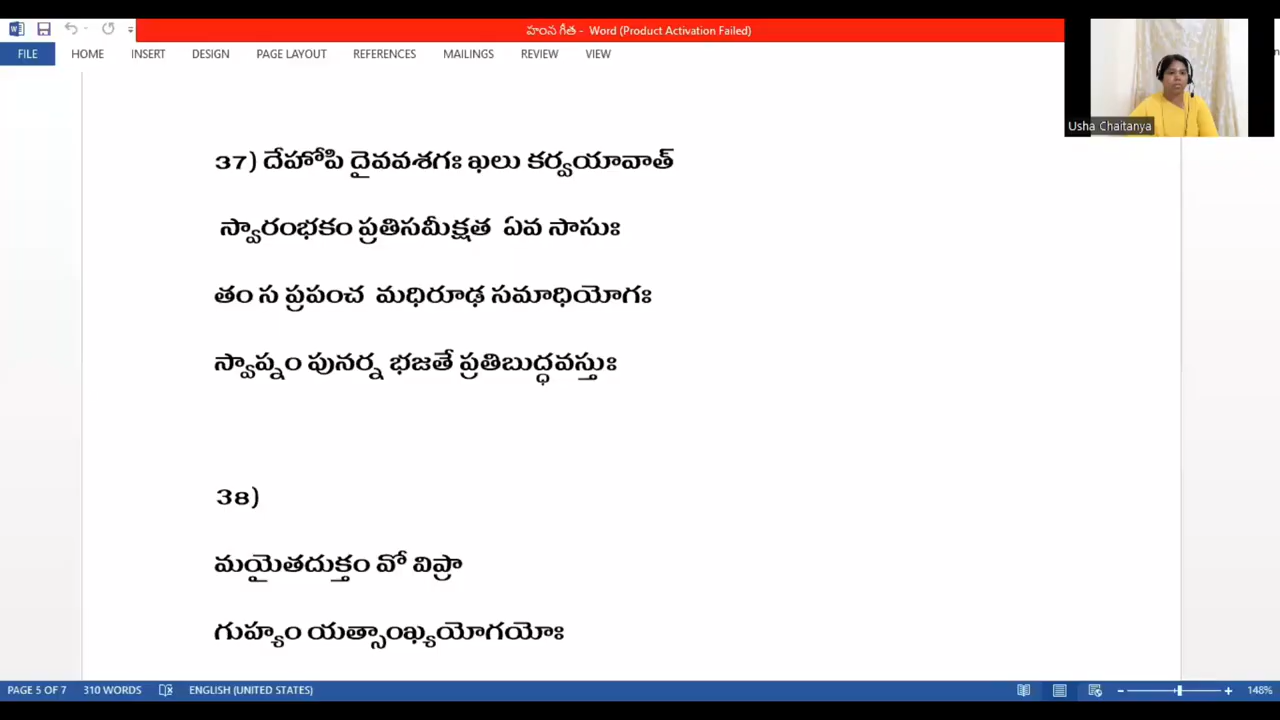 హంస గీత - Word (Product Activation Failed)
FILE HOME INSERT DESIGN PAGE LAYOUT REFERENCES MAILINGS REVIEW VIEW
Usha Chaitanya
37) దేహోపి దైవవశగః ఖలు కర్వయావాత్
స్వారంభకం ప్రతిసమీక్షత ఏవ సాసుః
తం స ప్రపంచ మధిరూఢ సమాధియోగః
స్వాప్నం పునర్న భజతే ప్రతిబుద్ధవస్తుః
38)
మయైతదుక్తం వో విప్రా
గుహ్యం యత్సాంఖ్యయోగయోః
PAGE 5 OF 7 310 WORDS ENGLISH (UNITED STATES) 148%